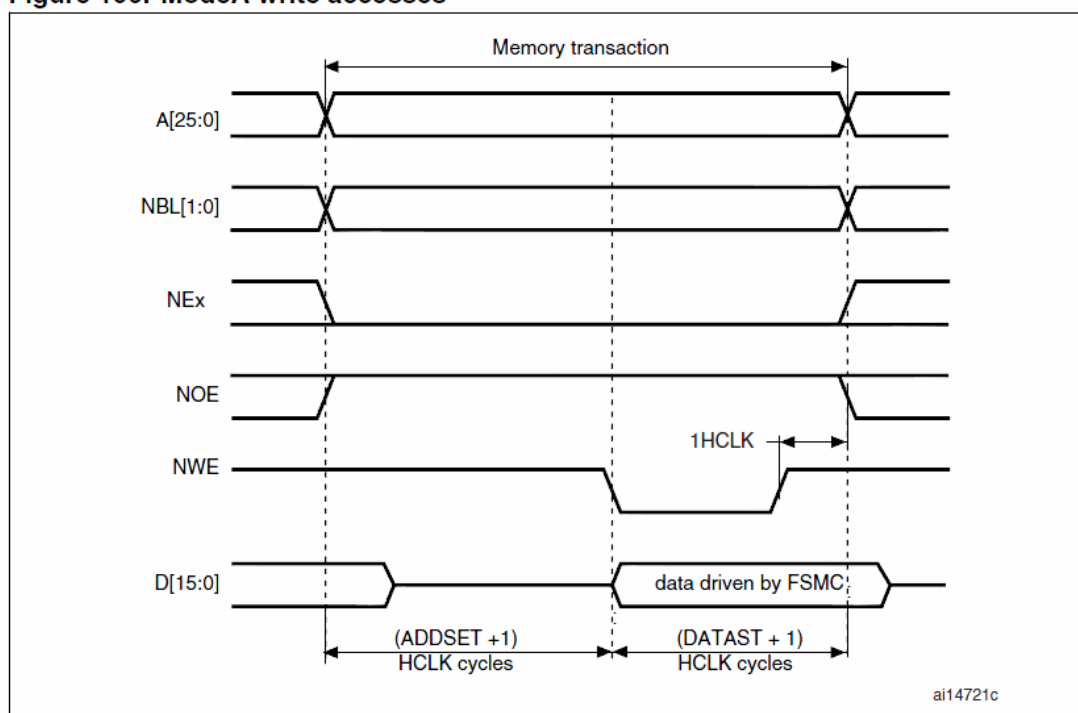 Memory transaction
A[25:0]
NBL[1:0]
NEx
NOE
1HCLK
NWE
D[15:0]
data driven by FSMC
(ADDSET +1)
HCLK cycles
(DATAST + 1)
HCLK cycles
ai14721c